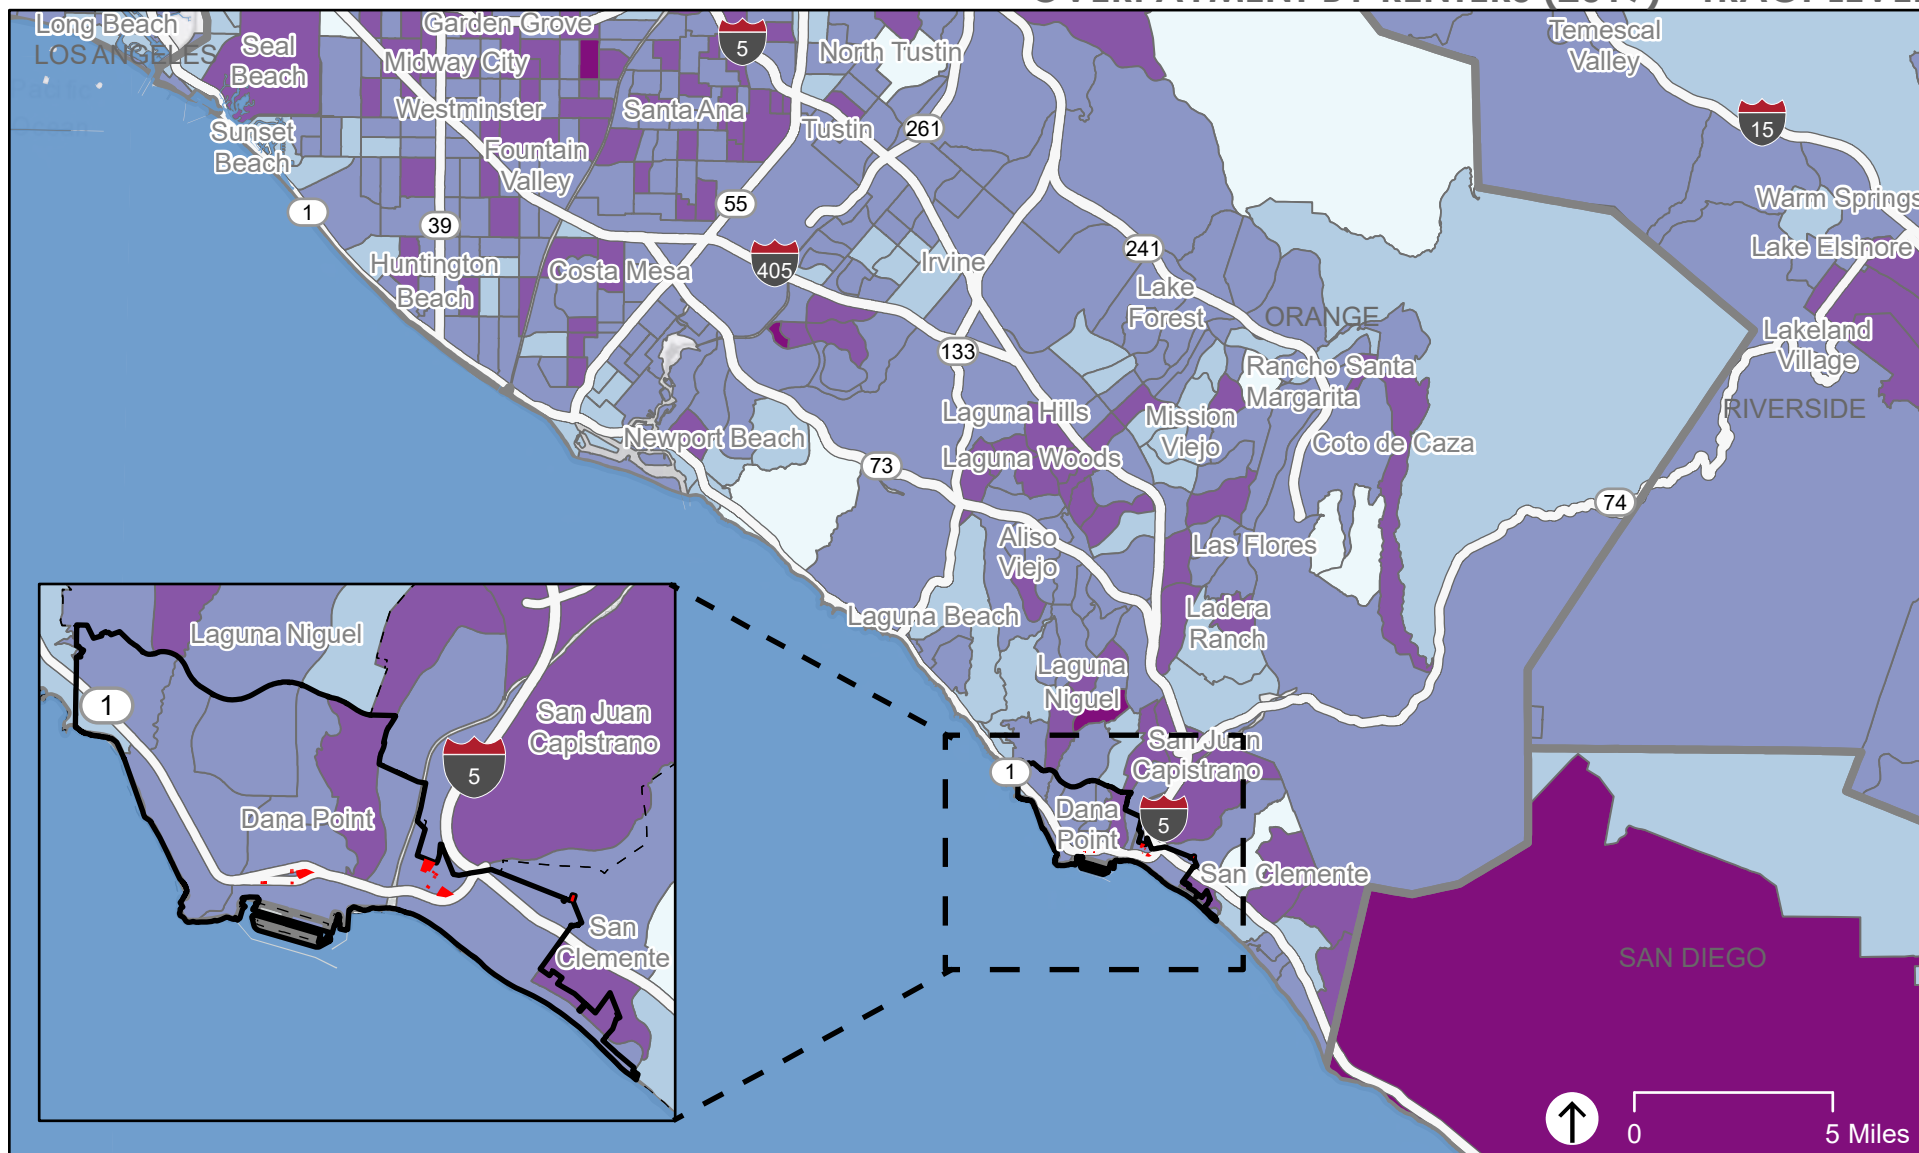 Long Beach
LOS ANGELES
Seal
Beach
Garden Grove
Midway City
Westminster
Santa Ana
5
North Tustin
Tustin
261
Temescal
Valley
15
Pacific
Ocean
Sunset
Beach
Fountain
Valley
1
39
55
405
Huntington
Beach
Costa Mesa
Irvine
241
Lake
Forest
ORANGE
133
Warm Springs
Lake Elsinore
Lakeland
Village
RIVERSIDE
Rancho Santa
Margarita
Laguna Hills
Mission
Viejo
Coto de Caza
Newport Beach
Laguna Woods
73
74
Aliso
Viejo
Las Flores
Laguna Beach
Ladera
Ranch
Laguna
Niguel
San Juan
Capistrano
1
Dana
Point
5
San Clemente
SAN DIEGO
Laguna Niguel
1
San Juan
Capistrano
5
Dana Point
San
Clemente
0
5 Miles